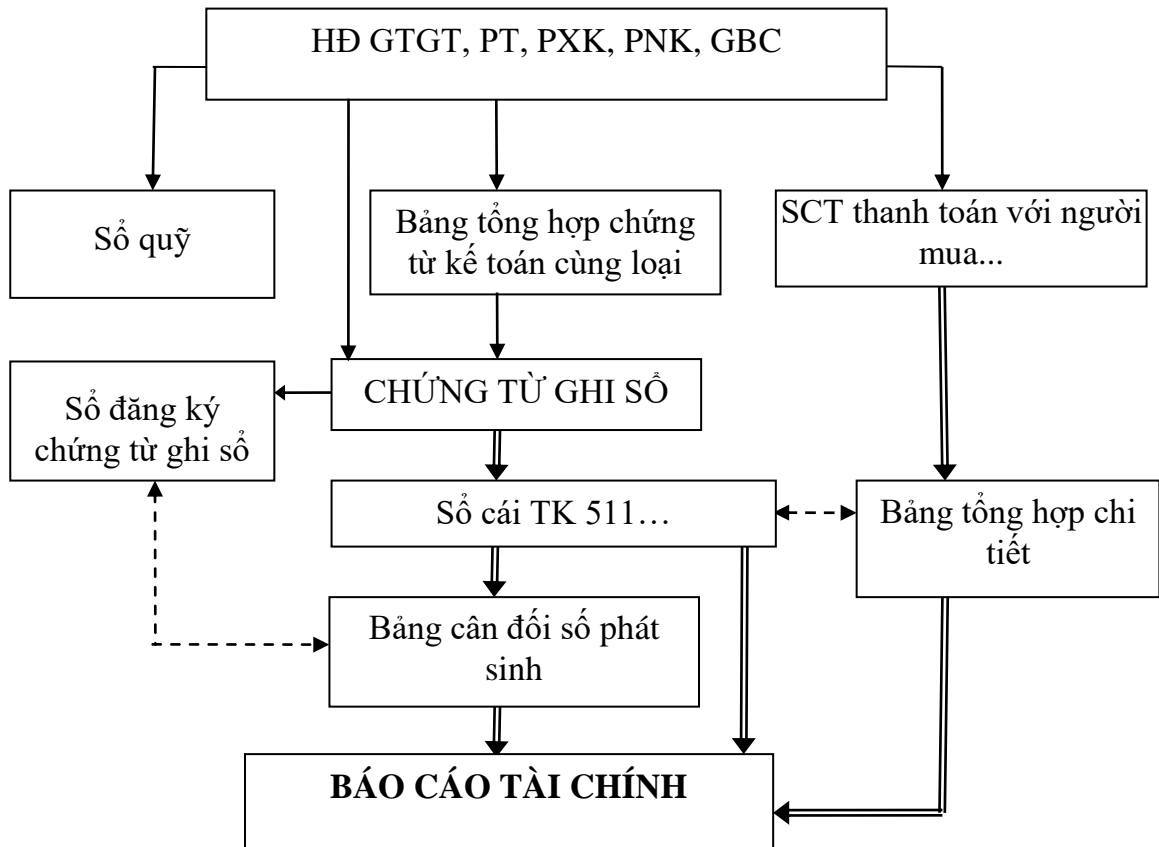 HĐ GTGT, PT, PXK, PNK, GBC
Sổ quỹ
Bảng tổng hợp chứng
từ kế toán cùng loại
SCT thanh toán với người
mua...
Sổ đăng ký
chứng từ ghi sổ
CHỨNG TỪ GHI SỔ
Sổ cái TK 511…
Bảng tổng hợp chi
tiết
Bảng cân đối số phát
sinh
BÁO CÁO TÀI CHÍNH